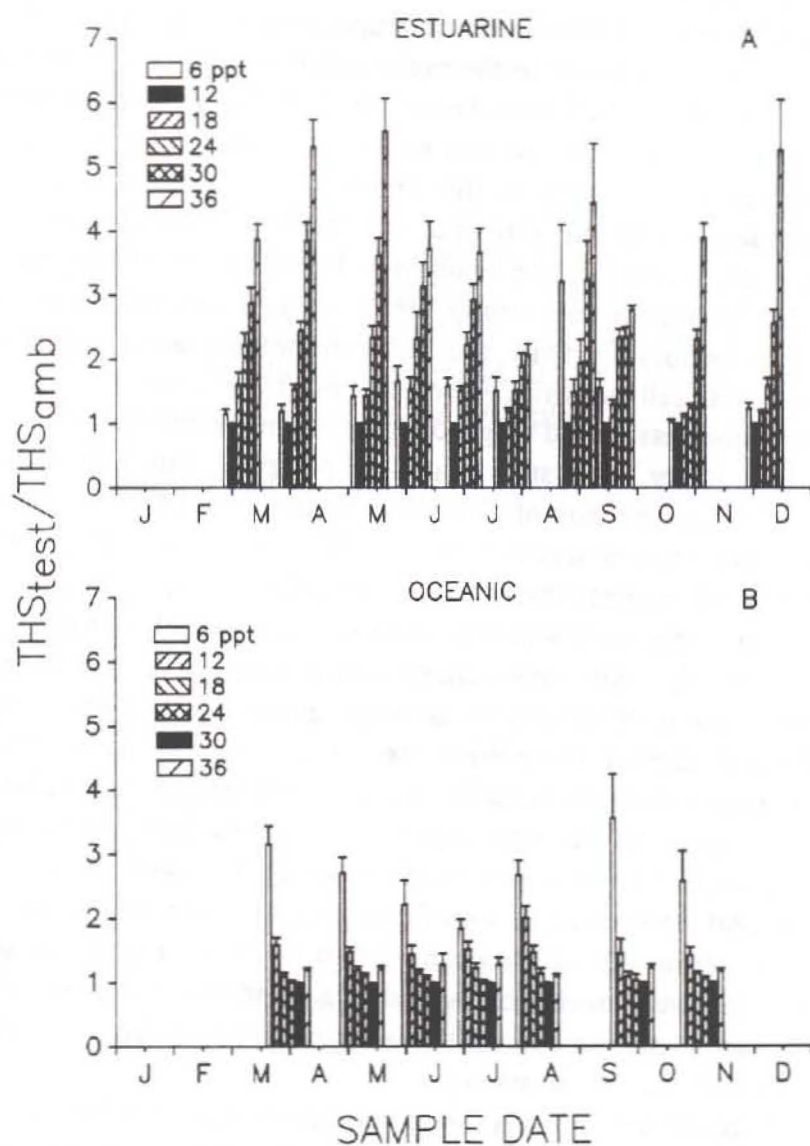 ESTUARINE
A
7
6
5
4
3
2
1
0
6 ppt
12
18
24
30
36
J F M A M J J A S O N D
THStest/THSamb
OCEANIC
B
7
6
5
4
3
2
1
0
6 ppt
12
18
24
30
36
J F M A M J J A S O N D
SAMPLE DATE